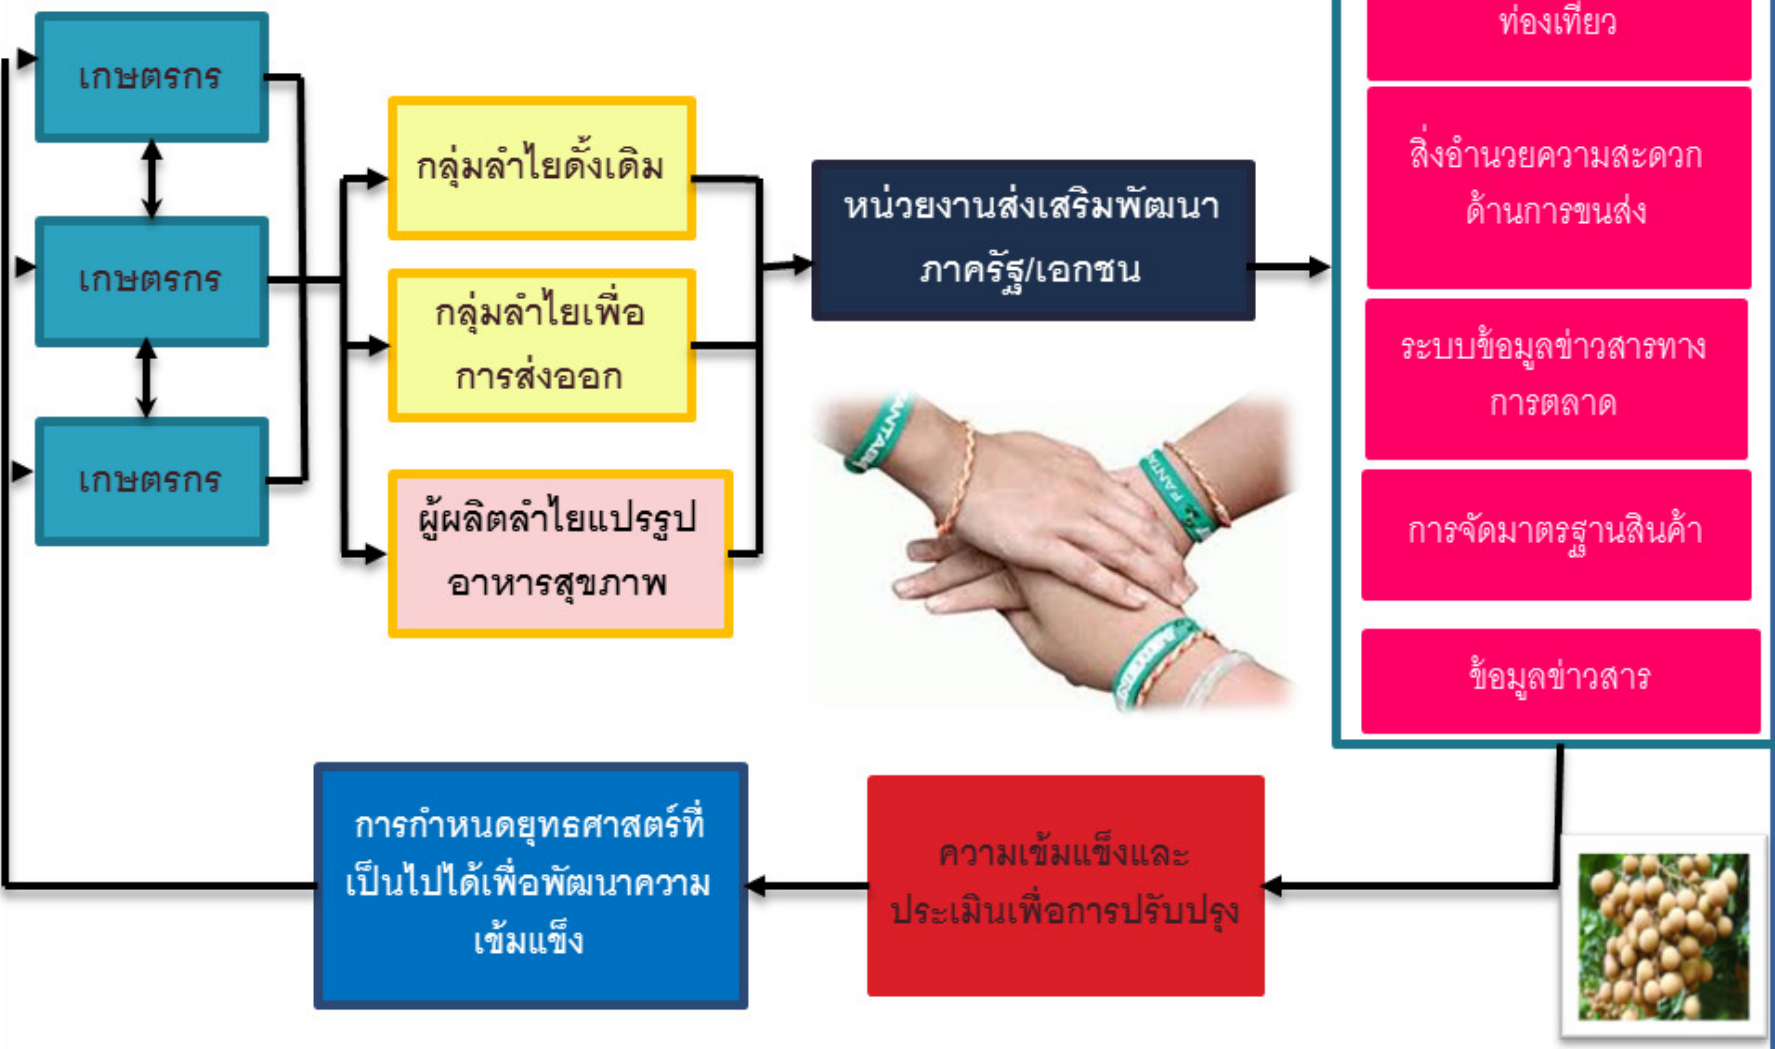 เกษตรกร
เกษตรกร
เกษตรกร
กลุ่มลำไยดั้งเดิม
กลุ่มลำไยเพื่อ
การส่งออก
ผู้ผลิตลำไยแปรรูป
อาหารสุขภาพ
หน่วยงานส่งเสริมพัฒนา
ภาครัฐ/เอกชน
ท่องเที่ยว
สิ่งอำนวยความสะดวก
ด้านการขนส่ง
ระบบข้อมูลข่าวสารทาง
การตลาด
การจัดมาตรฐานสินค้า
ข้อมูลข่าวสาร
ความเข้มแข็งและ
ประเมินเพื่อการปรับปรุง
การกำหนดยุทธศาสตร์ที่
เป็นไปได้เพื่อพัฒนาความ
เข้มแข็ง